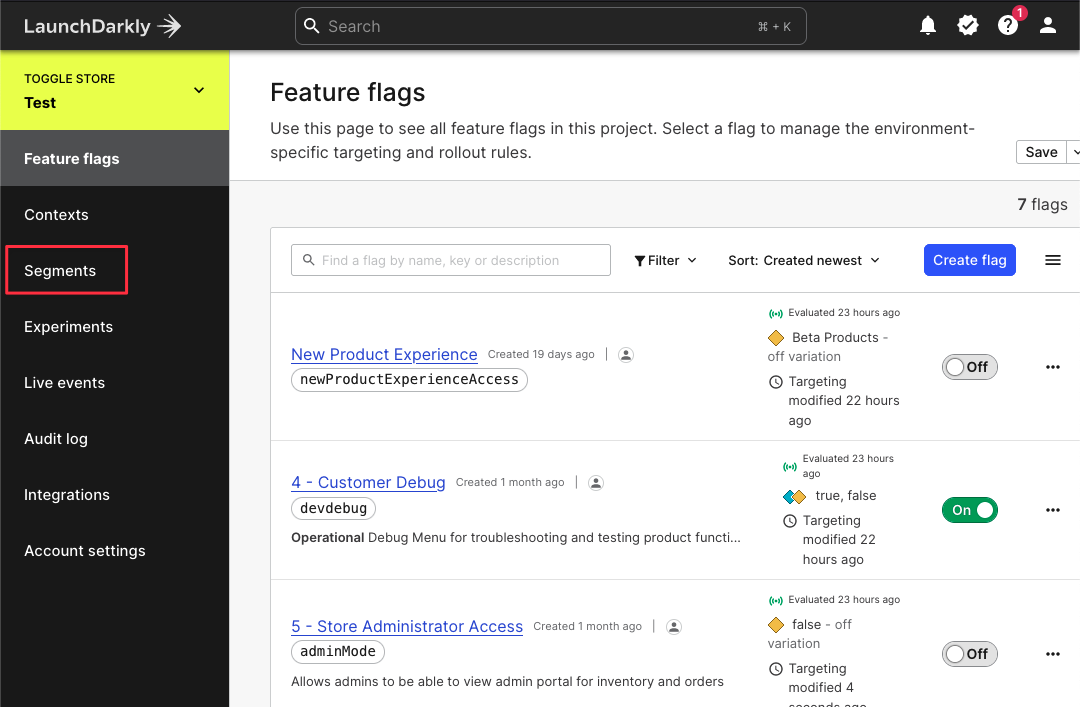 LaunchDarkly
Search
⌘ + K
1
TOGGLE STORE
Test
Feature flags
Contexts
Segments
Experiments
Live events
Audit log
Integrations
Account settings
Feature flags
Use this page to see all feature flags in this project. Select a flag to manage the environment-
specific targeting and rollout rules.
Save
7 flags
Find a flag by name, key or description
Filter
Sort: Created newest
Create flag
New Product Experience
Created 19 days ago
newProductExperienceAccess
Evaluated 23 hours ago
Beta Products -
off variation
Targeting
modified 22 hours
ago
Off
4 - Customer Debug
Created 1 month ago
devdebug
Operational Debug Menu for troubleshooting and testing product functi...
Evaluated 23 hours
ago
true, false
Targeting
modified 22
hours ago
On
5 - Store Administrator Access
Created 1 month ago
adminMode
Allows admins to be able to view admin portal for inventory and orders
Evaluated 23 hours ago
false - off
variation
Targeting
modified 4
seconds ago
Off